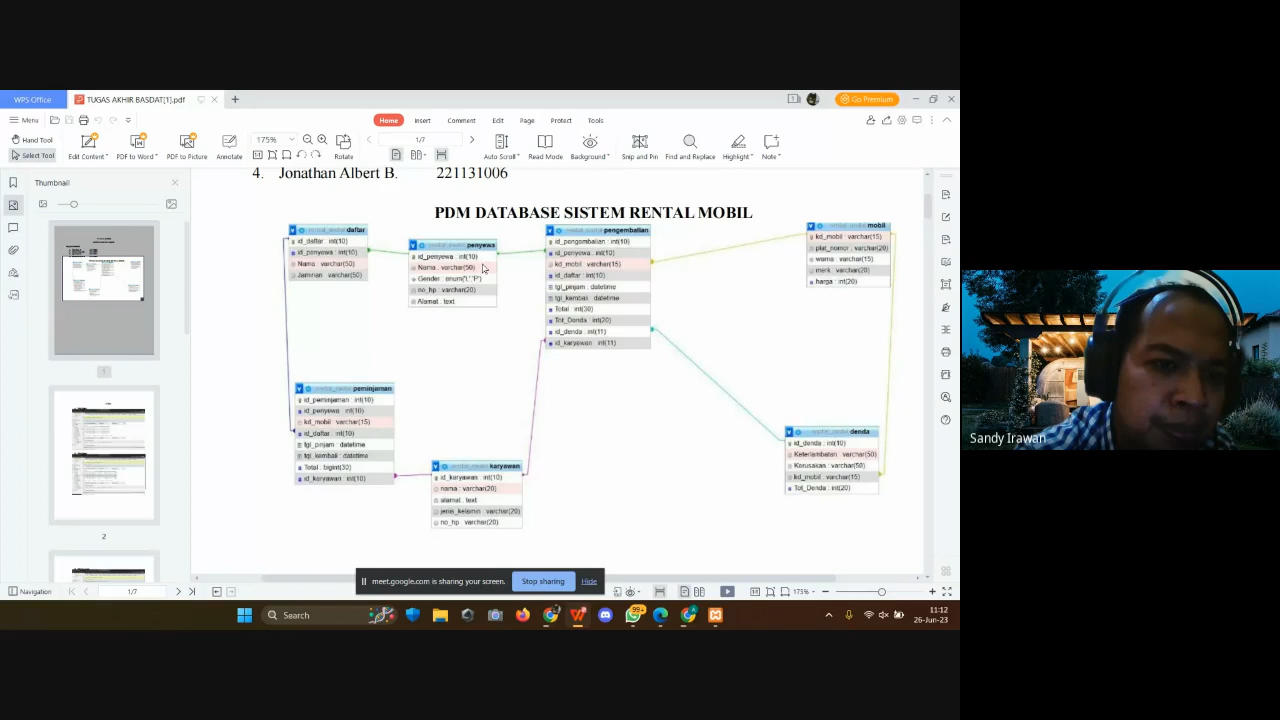 WPS Office
TUGAS AKHIR BASDAT[1].pdf
Go Premium
Menu
Home
Insert
Comment
Edit
Page
Protect
Tools
Hand Tool
Select Tool
Edit Content
PDF to Word
PDF to Picture
Annotate
175%
Rotate
1/7
Auto Scroll
Read Mode
Background
Snip and Pin
Find and Replace
Highlight
Note
Thumbnail
1
2
4. Jonathan Albert B. 221131006
PDM DATABASE SISTEM RENTAL MOBIL
daftar
id_daftar : int(10)
id_penyewa : int(10)
Nama : varchar(50)
Jaminan : varchar(50)
penyewa
id_penyewa : int(10)
Nama : varchar(50)
Gender : enum('L','P')
no_hp : varchar(20)
Alamat : text
pengembalian
id_pengembalian : int(10)
id_penyewa : int(10)
kd_mobil : varchar(15)
id_daftar : int(10)
tgl_pinjam : datetime
tgl_kembali : datetime
Total : int(30)
Tot_Denda : int(20)
id_denda : int(11)
id_karyawan : int(11)
mobil
kd_mobil : varchar(15)
plat_nomor : varchar(20)
warna : varchar(15)
merk : varchar(20)
harga : int(20)
peminjaman
id_peminjaman : int(10)
id_penyewa : int(10)
kd_mobil : varchar(15)
id_daftar : int(10)
tgl_pinjam : datetime
tgl_kembali : datetime
Total : bigint(30)
id_karyawan : int(10)
karyawan
id_karyawan : int(10)
nama : varchar(20)
alamat : text
jenis_kelamin : varchar(20)
no_hp : varchar(20)
denda
id_denda : int(10)
Keterlambatan : varchar(50)
Kerusakan : varchar(50)
kd_mobil : varchar(15)
Tot_Denda : int(20)
Sandy Irawan
meet.google.com is sharing your screen.
Stop sharing
Hide
Navigation
1/7
173%
Search
99+
11:12
26-Jun-23